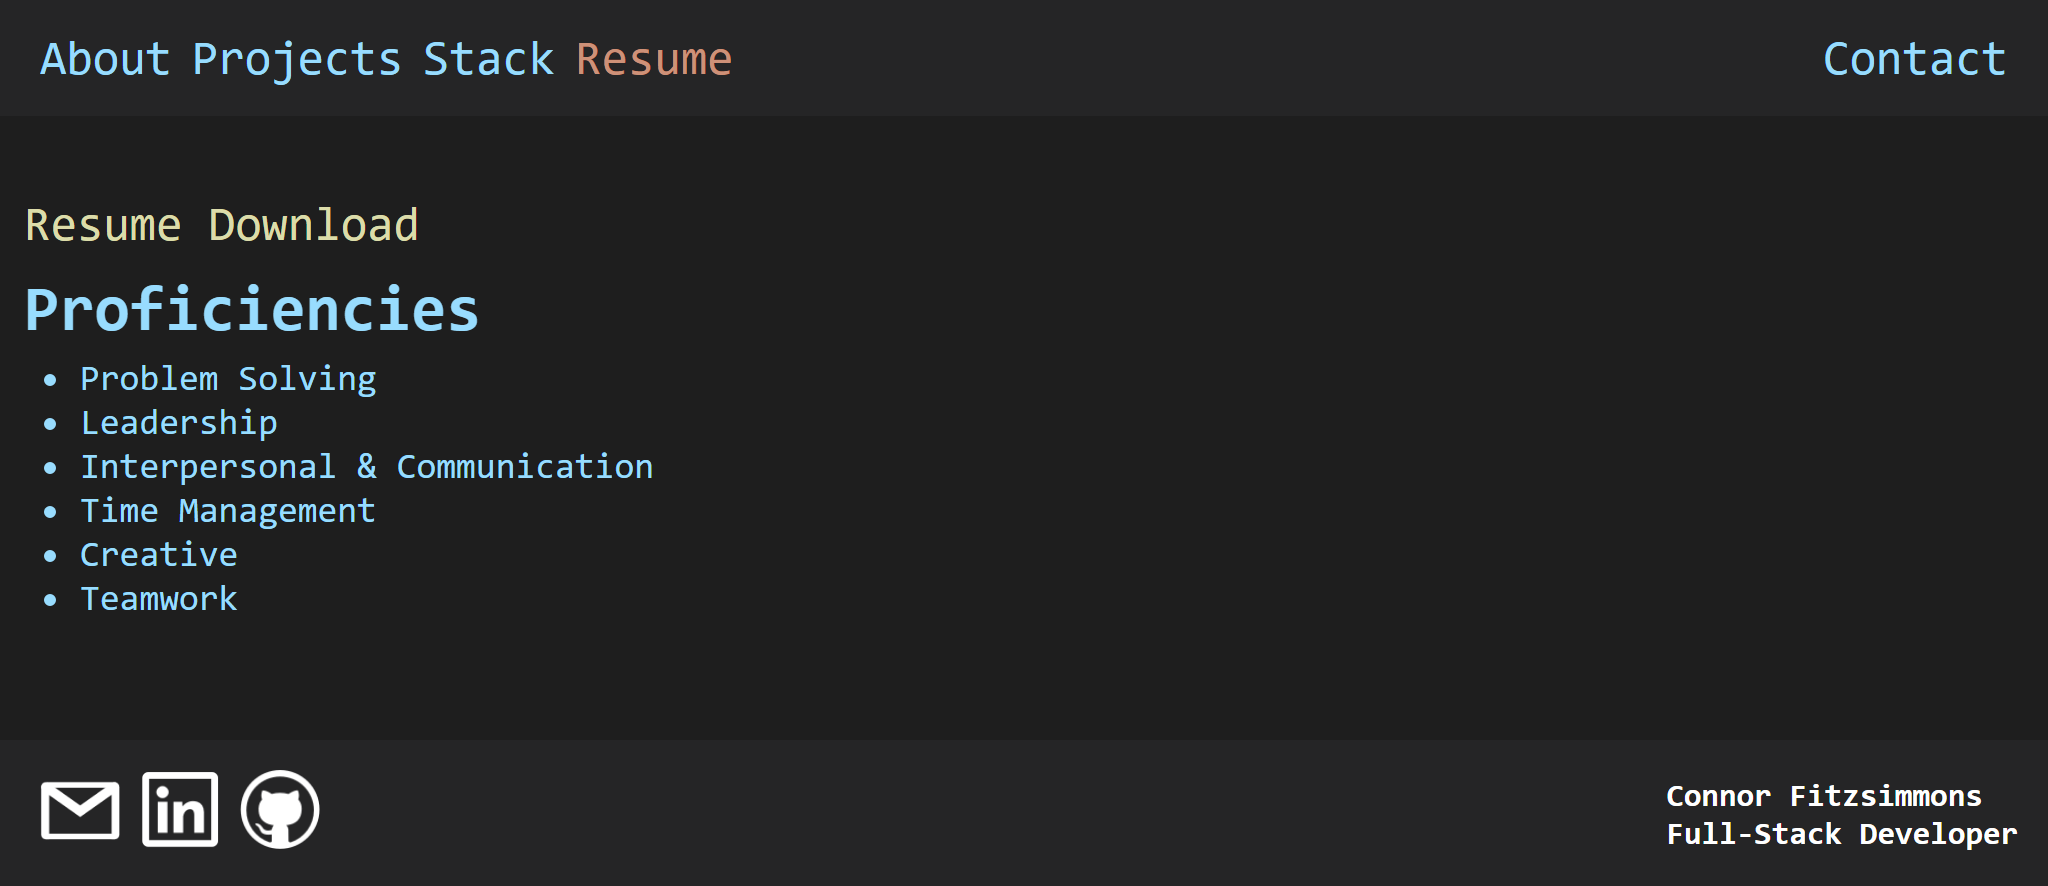 About Projects Stack Resume Contact
Resume Download
Proficiencies
• Problem Solving
• Leadership
• Interpersonal & Communication
• Time Management
• Creative
• Teamwork
in
Connor Fitzsimmons
Full-Stack Developer